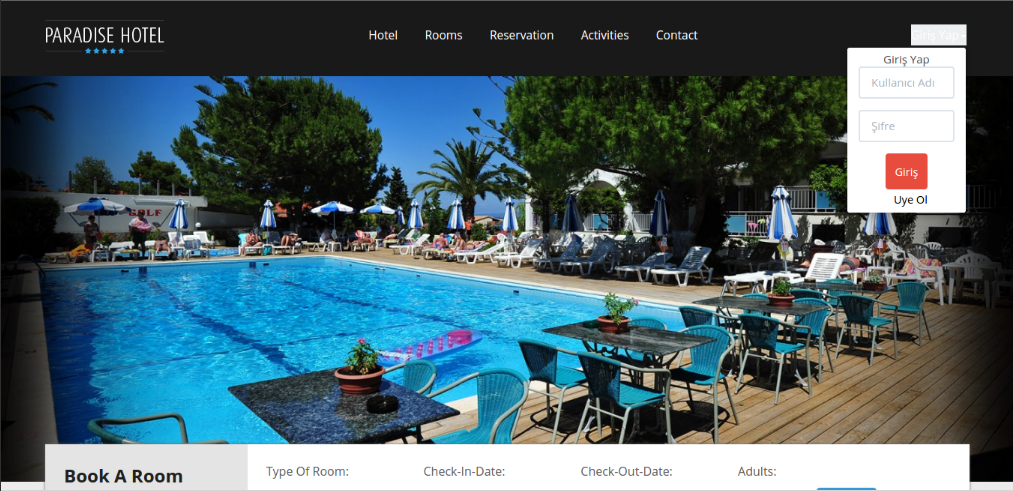 PARADISE HOTEL
Hotel
Rooms
Reservation
Activities
Contact
Giriş Yap
Giriş Yap
Kullanıcı Adı
Şifre
Giriş
Uye Ol
GOLF
Book A Room
Type Of Room:
Check-In-Date:
Check-Out-Date:
Adults: